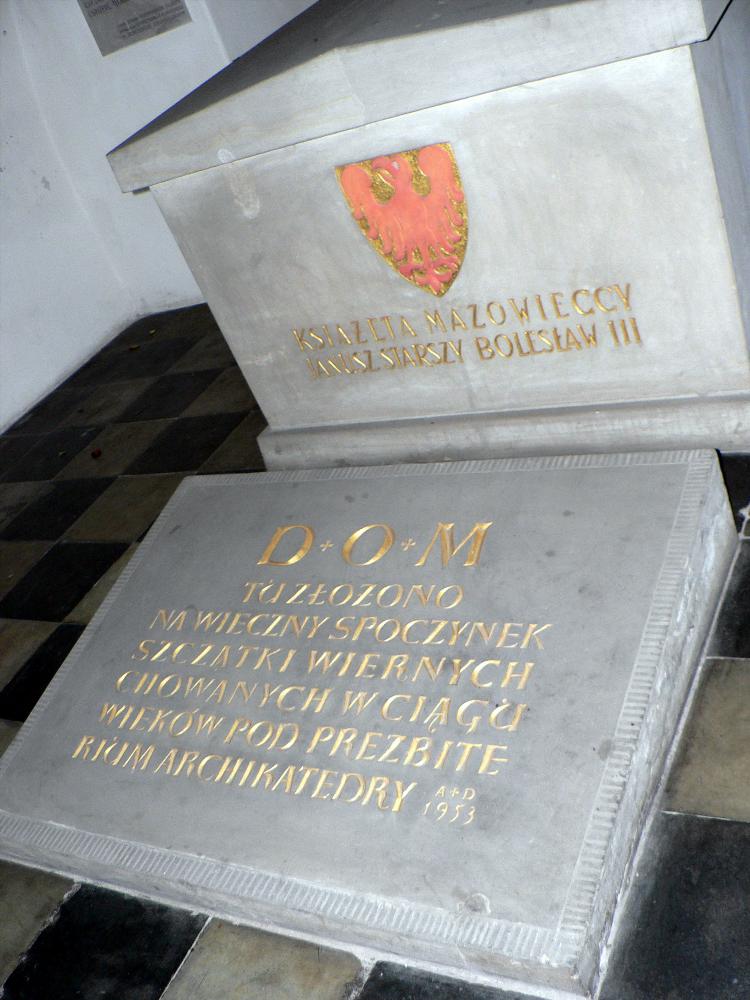 KSIĄŻĘTA MAZOWIECCY
JANUSZ STARSZY BOLESŁAW III
D + O + M
TU ZŁOŻONO
NA WIECZNY SPOCZYNEK
SZCZĄTKI WIERNYCH
CHOWANYCH W CIĄGU
WIEKÓW POD PREZBITE
RIUM ARCHIKATEDRY A+D
1953